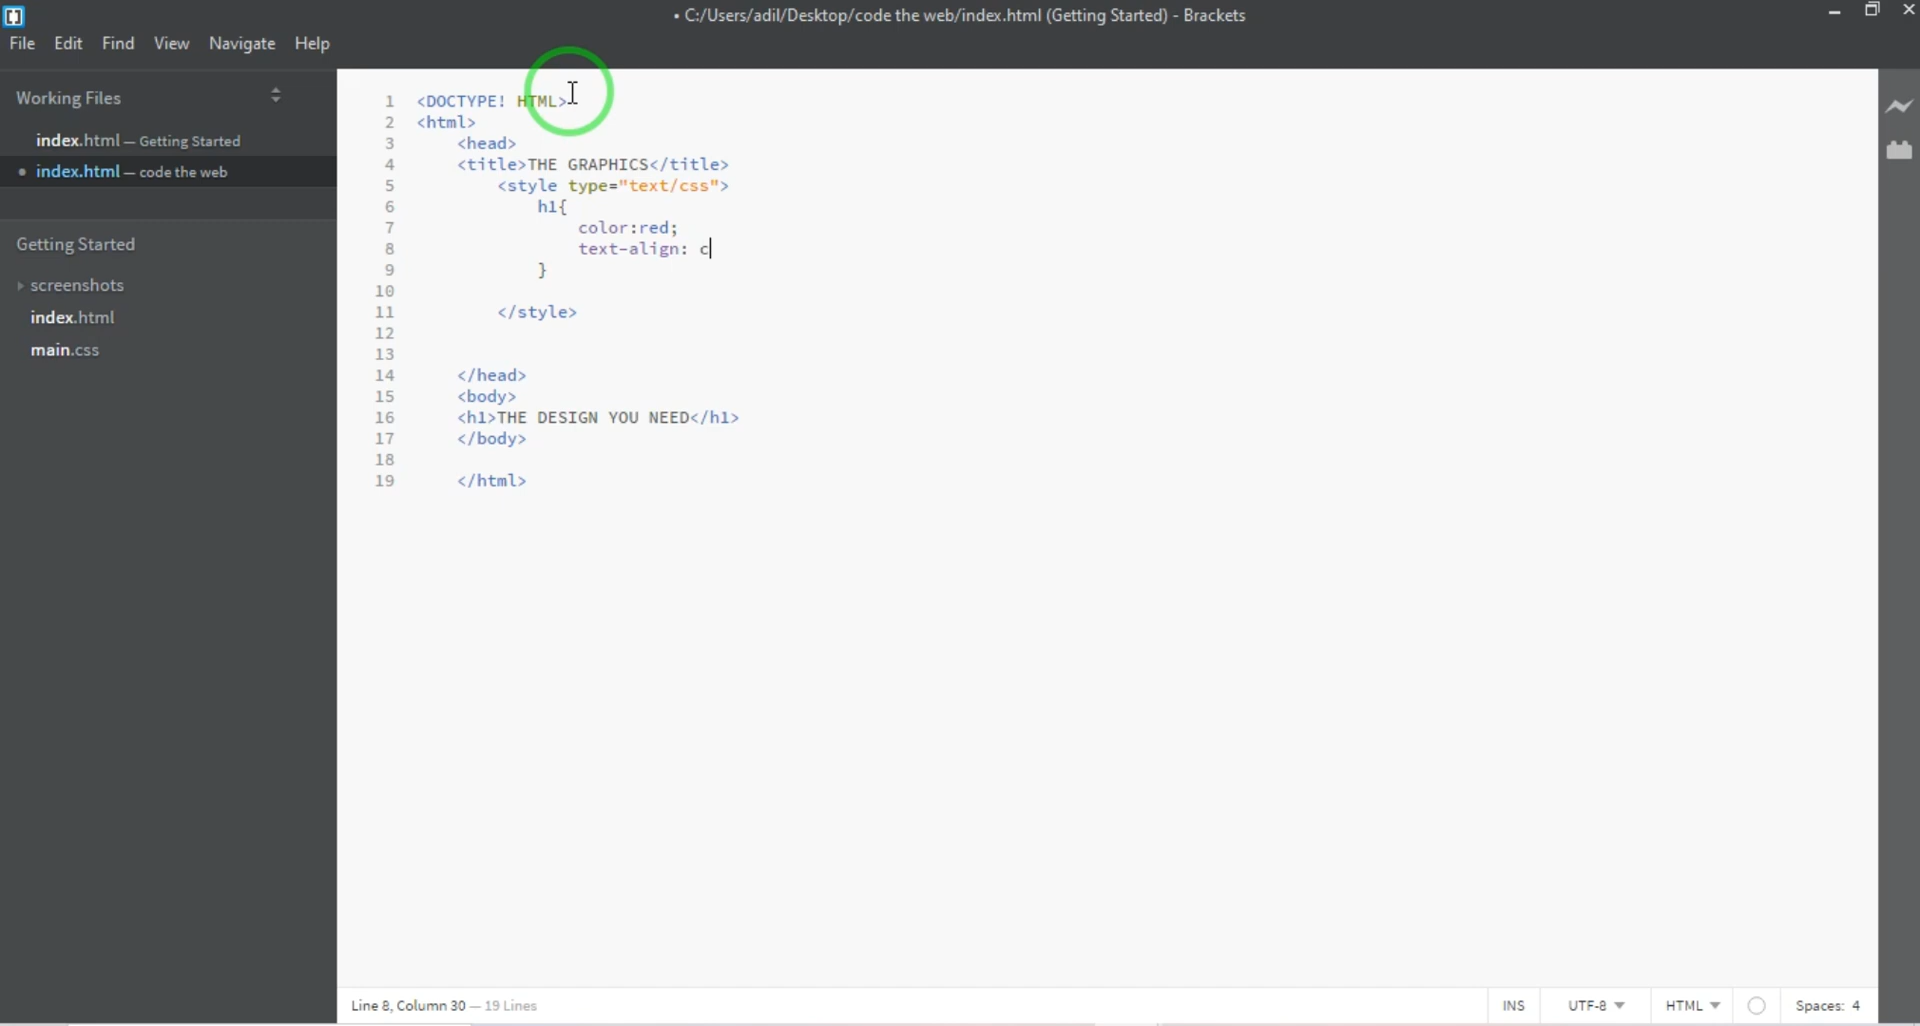 • C:/Users/adil/Desktop/code the web/index.html (Getting Started) - Brackets
File Edit Find View Navigate Help
Working Files
index.html — Getting Started
• index.html — code the web
Getting Started
screenshots
index.html
main.css
1 <DOCTYPE! HTML>
2 <html>
3 <head>
4 <title>THE GRAPHICS</title>
5 <style type="text/css">
6 h1{
7 color:red;
8 text-align: c
9 }
10
11 </style>
12
13
14 </head>
15 <body>
16 <h1>THE DESIGN YOU NEED</h1>
17 </body>
18
19 </html>
Line 8, Column 30 — 19 Lines
INS UTF-8 HTML Spaces: 4